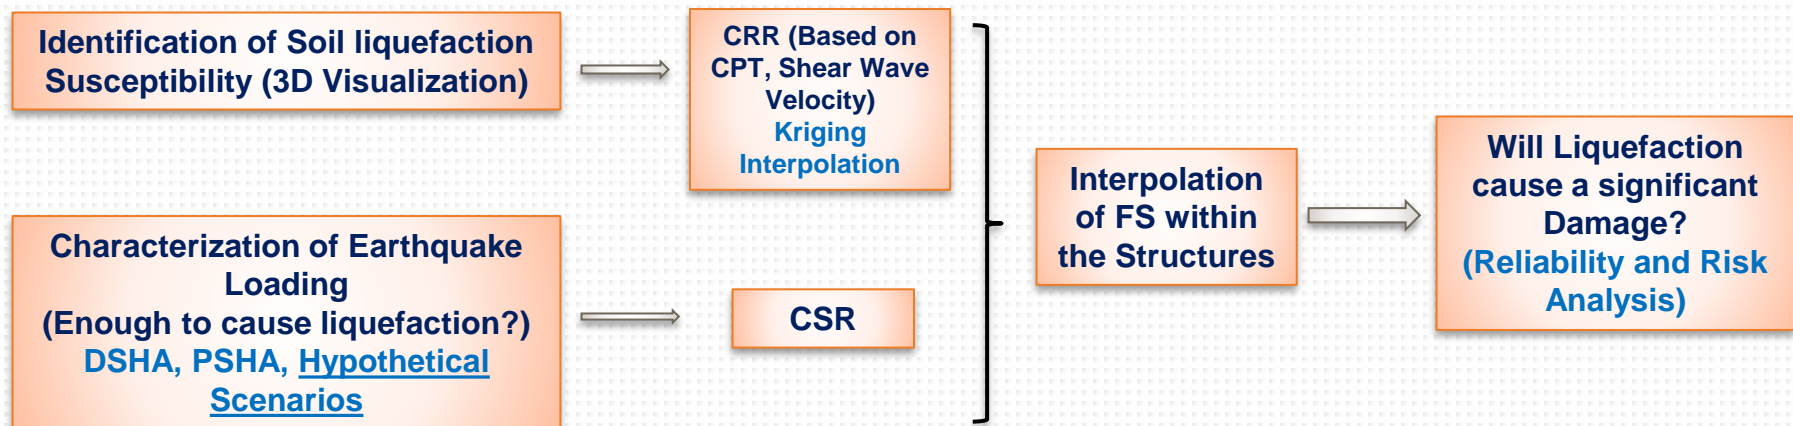 Identification of Soil liquefaction
Susceptibility (3D Visualization)
CRR (Based on
CPT, Shear Wave
Velocity)
Kriging
Interpolation
Characterization of Earthquake
Loading
(Enough to cause liquefaction?)
DSHA, PSHA, Hypothetical
Scenarios
CSR
Interpolation
of FS within
the Structures
Will Liquefaction
cause a significant
Damage?
(Reliability and Risk
Analysis)